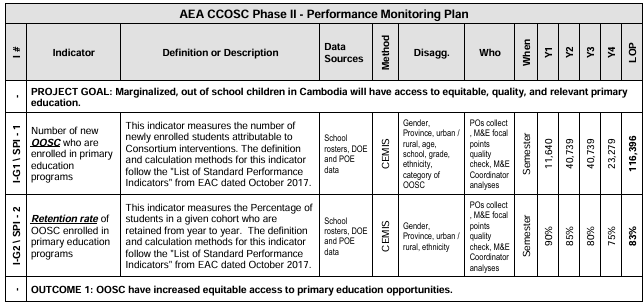 AEA CCOSC Phase II - Performance Monitoring Plan
I #
Indicator
Definition or Description
Data
Sources
Method
Disagg.
Who
When
Y1
Y2
Y3
Y4
LOP
PROJECT GOAL: Marginalized, out of school children in Cambodia will have access to equitable, quality, and relevant primary
education.
I-G1 \ SPI - 1
Number of new
OOSC who are
enrolled in primary
education
programs
This indicator measures the number of
newly enrolled students attributable to
Consortium interventions. The definition
and calculation methods for this indicator
follow the "List of Standard Performance
Indicators" from EAC dated October 2017.
School
rosters, DOE
and POE
data
CEMIS
Gender,
Province, urban /
rural, age,
school, grade,
ethnicity,
category of
OOSC
POs collect
, M&E focal
points
quality
check, M&E
Coordinator
analyses
Semester
11,640
40,739
40,739
23,279
116,396
I-G2 \ SPI - 2
Retention rate of
OOSC enrolled in
primary education
programs
This indicator measures the Percentage of
students in a given cohort who are
retained from year to year. The definition
and calculation methods for this indicator
follow the "List of Standard Performance
Indicators" from EAC dated October 2017.
School
rosters, DOE
and POE
data
CEMIS
Gender,
Province, urban /
rural, ethnicity
POs collect
, M&E focal
points
quality
check, M&E
Coordinator
analyses
Semester
90%
85%
80%
75%
83%
OUTCOME 1: OOSC have increased equitable access to primary education opportunities.